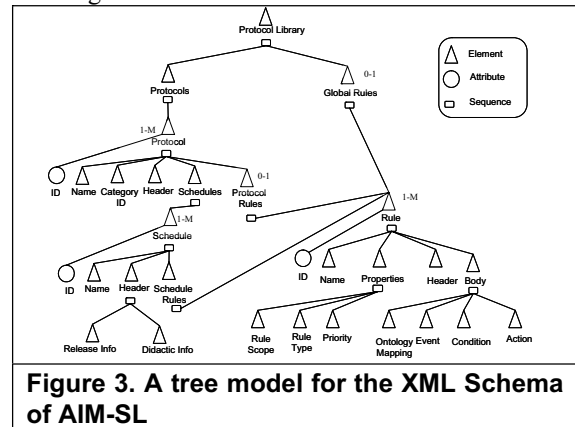 Protocol Library
Element
Attribute
Sequence
Protocols
0-1
Global Rules
1-M
Protocol
ID
Name
Category
ID
Header
Schedules
0-1
Protocol
Rules
1-M
Rule
1-M
Schedule
ID
Name
Header
Schedule
Rules
ID
Name
Properties
Header
Body
Release Info
Didactic Info
Rule
Scope
Rule
Type
Priority
Ontology
Mapping
Event
Condition
Action
Figure 3. A tree model for the XML Schema
of AIM-SL